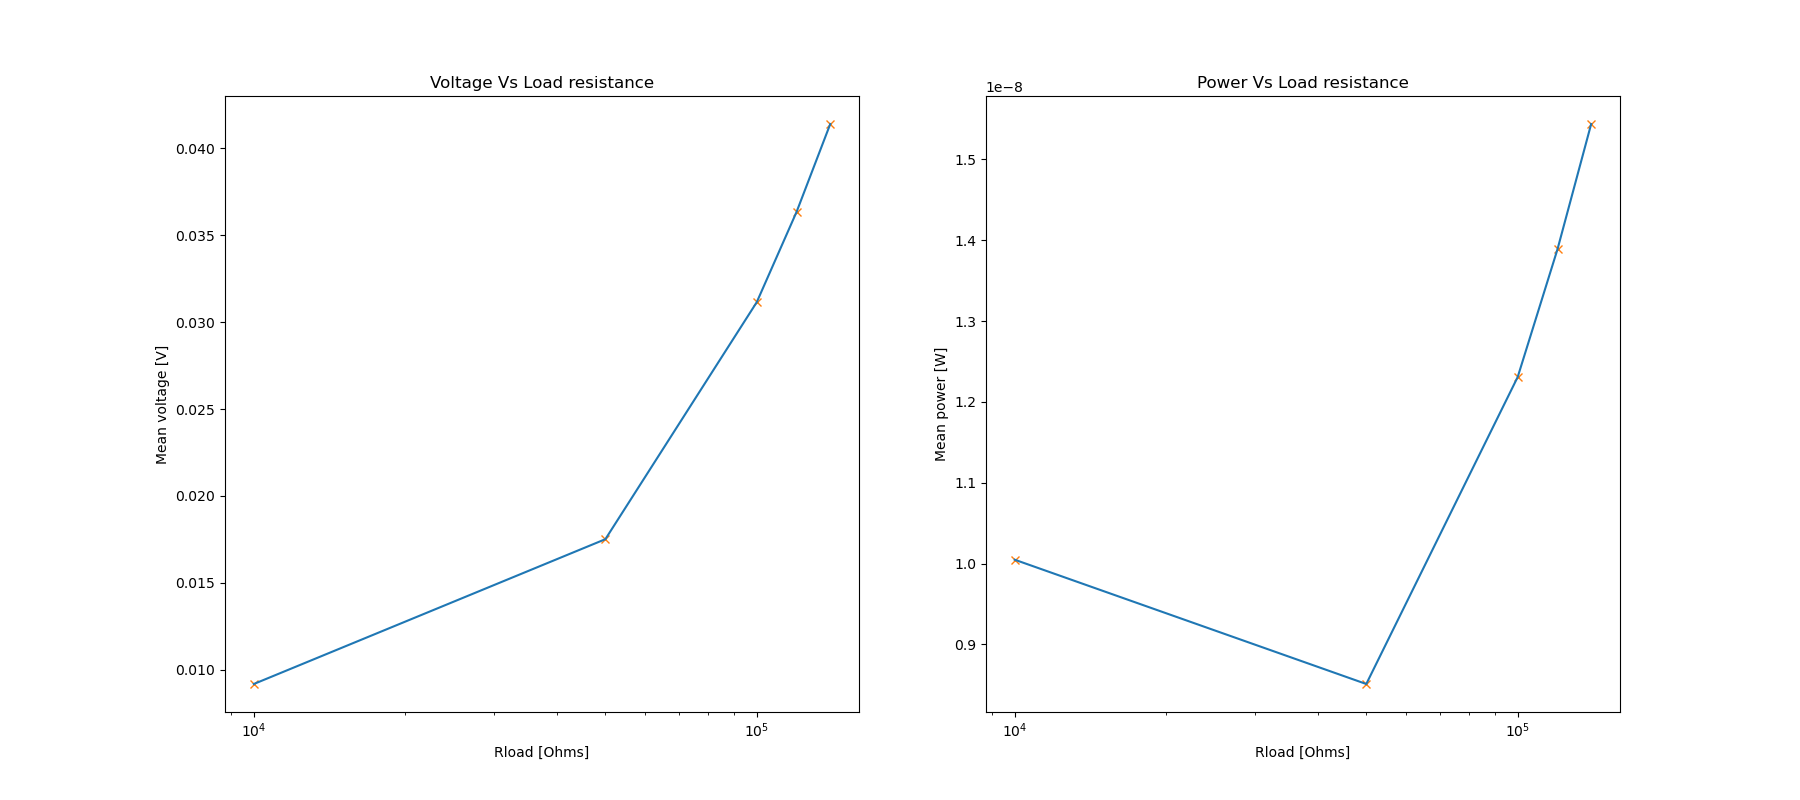 Voltage Vs Load resistance
0.040
0.035
0.030
0.025
0.020
0.015
0.010
Mean voltage [V]
10⁴
10⁵
Rload [Ohms]
Power Vs Load resistance
1e−8
1.5
1.4
1.3
1.2
1.1
1.0
0.9
Mean power [W]
10⁴
10⁵
Rload [Ohms]